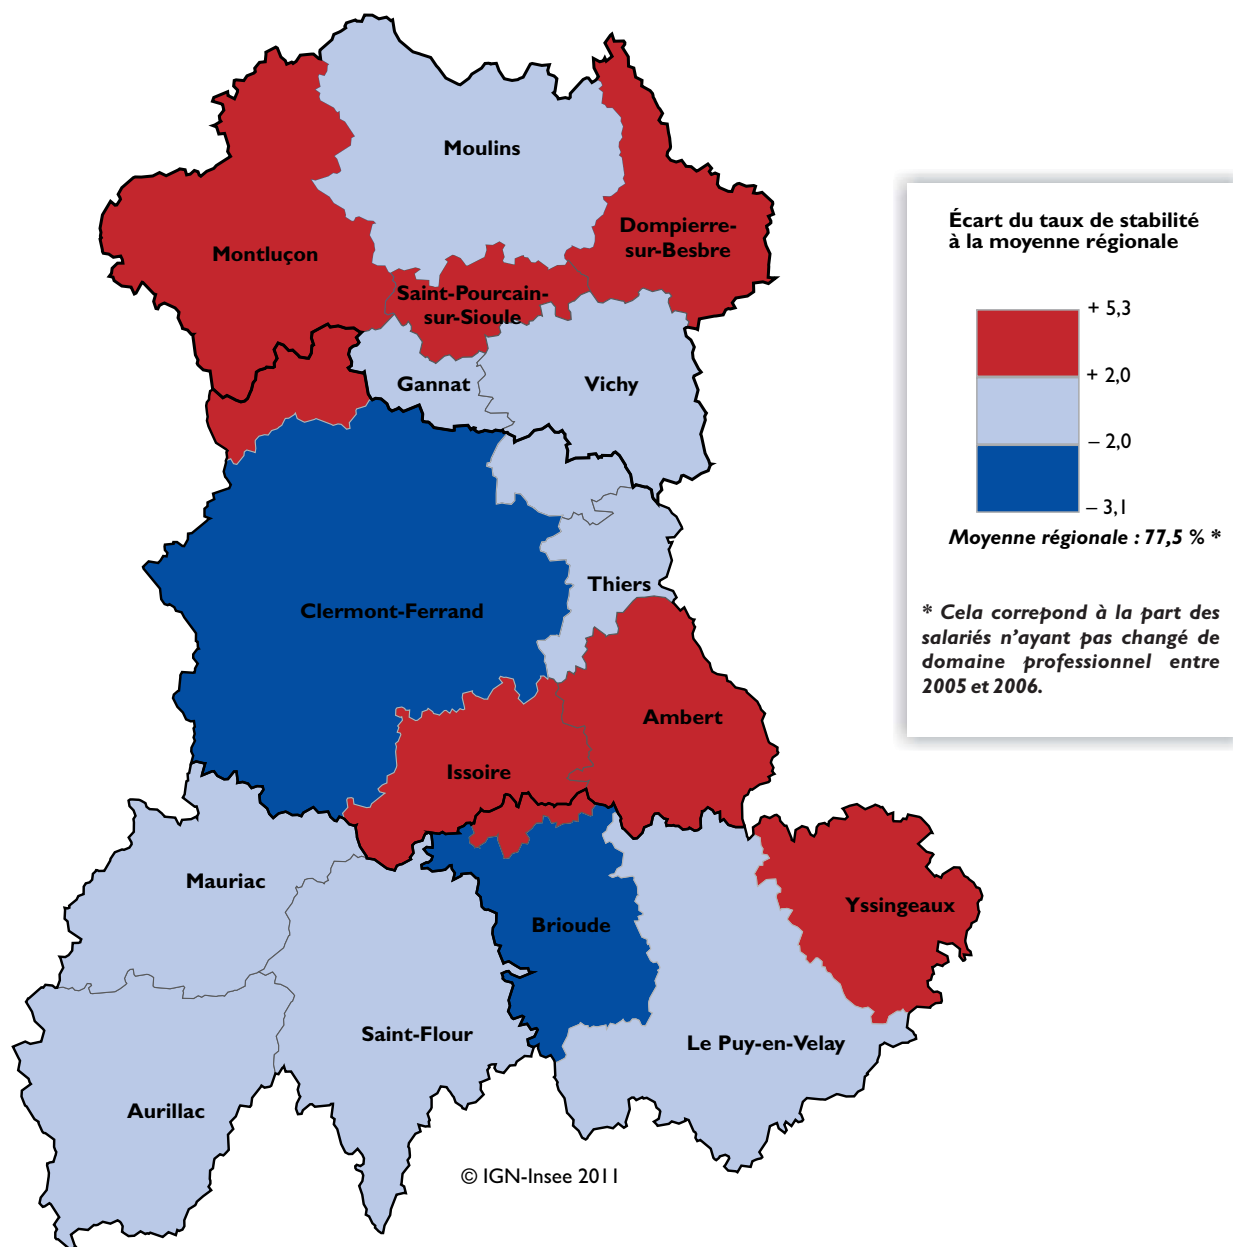 Moulins
Dompierre-
sur-Besbre
Montluçon
Saint-Pourcain-
sur-Sioule
Gannat
Vichy
Thiers
Clermont-Ferrand
Ambert
Issoire
Mauriac
Yssingeaux
Brioude
Saint-Flour
Le Puy-en-Velay
Aurillac
© IGN-Insee 2011
Écart du taux de stabilité
à la moyenne régionale
+ 5,3
+ 2,0
– 2,0
– 3,1
Moyenne régionale : 77,5 % *
* Cela correpond à la part des
salariés n'ayant pas changé de
domaine professionnel entre
2005 et 2006.